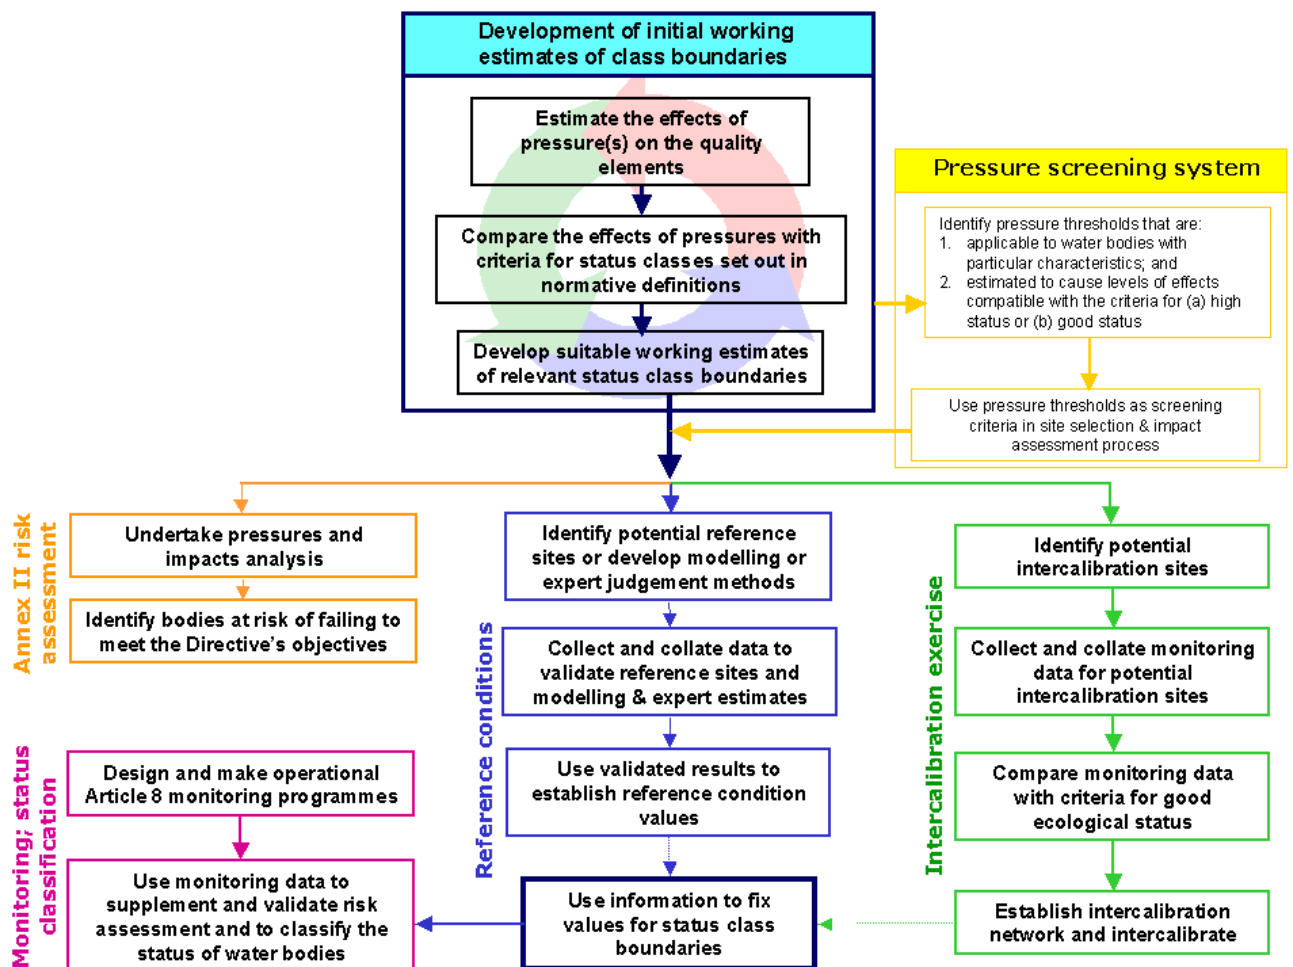 Development of initial working
estimates of class boundaries
Estimate the effects of
pressure(s) on the quality
elements
Compare the effects of pressures with
criteria for status classes set out in
normative definitions
Develop suitable working estimates
of relevant status class boundaries
Pressure screening system
Identify pressure thresholds that are:
1. applicable to water bodies with
particular characteristics; and
2. estimated to cause levels of effects
compatible with the criteria for (a) high
status or (b) good status
Use pressure thresholds as screening
criteria in site selection & impact
assessment process
Annex II risk
assessment
Undertake pressures and
impacts analysis
Identify bodies at risk of failing to
meet the Directive's objectives
Monitoring; status
classification
Design and make operational
Article 8 monitoring programmes
Use monitoring data to
supplement and validate risk
assessment and to classify the
status of water bodies
Reference conditions
Identify potential reference
sites or develop modelling or
expert judgement methods
Collect and collate data to
validate reference sites and
modelling & expert estimates
Use validated results to
establish reference condition
values
Use information to fix
values for status class
boundaries
Intercalibration exercise
Identify potential
intercalibration sites
Collect and collate monitoring
data for potential
intercalibration sites
Compare monitoring data
with criteria for good
ecological status
Establish intercalibration
network and intercalibrate